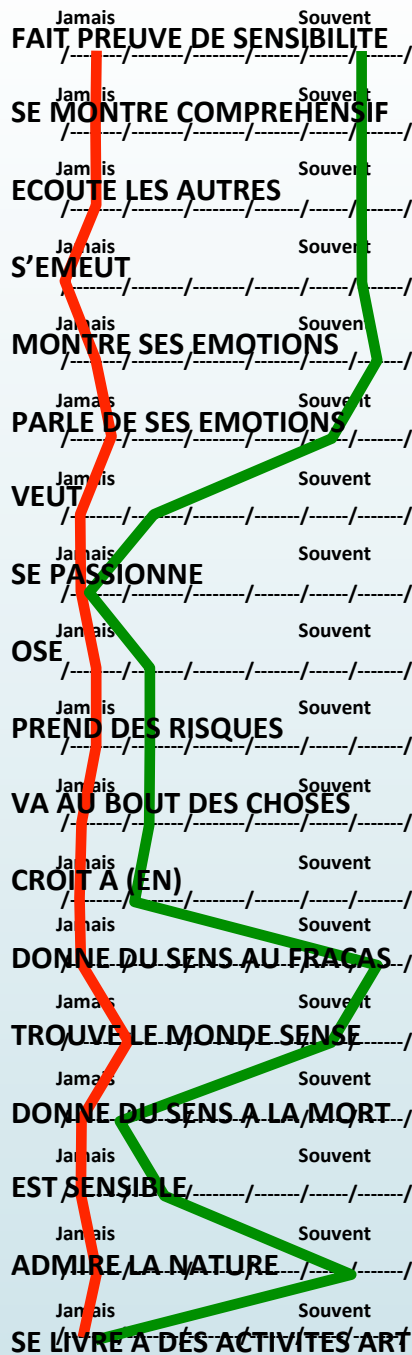 Jamais Souvent
FAIT PREUVE DE SENSIBILITE
/-------/-------/-------/------/-----/-------/
Jamais Souvent
SE MONTRE COMPREHENSIF
/-------/-------/-------/------/-----/-------/
Jamais Souvent
ECOUTE LES AUTRES
/-------/-------/-------/------/-----/-------/
Jamais Souvent
S’EMEUT
/-------/-------/-------/------/-----/-------/
Jamais Souvent
MONTRE SES EMOTIONS
/-------/-------/-------/------/-----/-------/
Jamais Souvent
PARLE DE SES EMOTIONS
/-------/-------/-------/------/-----/-------/
Jamais Souvent
VEUT
/-------/-------/-------/------/-----/-------/
Jamais Souvent
SE PASSIONNE
/-------/-------/-------/------/-----/-------/
Jamais Souvent
OSE
/-------/-------/-------/------/-----/-------/
Jamais Souvent
PREND DES RISQUES
/-------/-------/-------/------/-----/-------/
Jamais Souvent
VA AU BOUT DES CHOSES
/-------/-------/-------/------/-----/-------/
Jamais Souvent
CROIT A (EN)
/-------/-------/-------/------/-----/-------/
Jamais Souvent
DONNE DU SENS AU FRACAS
/-------/-------/-------/------/-----/-------/
Jamais Souvent
TROUVE LE MONDE SENSE
/-------/-------/-------/------/-----/-------/
Jamais Souvent
DONNE DU SENS A LA MORT
/-------/-------/-------/------/-----/-------/
Jamais Souvent
EST SENSIBLE
/-------/-------/-------/------/-----/-------/
Jamais Souvent
ADMIRE LA NATURE
/-------/-------/-------/------/-----/-------/
Jamais Souvent
SE LIVRE A DES ACTIVITES ART